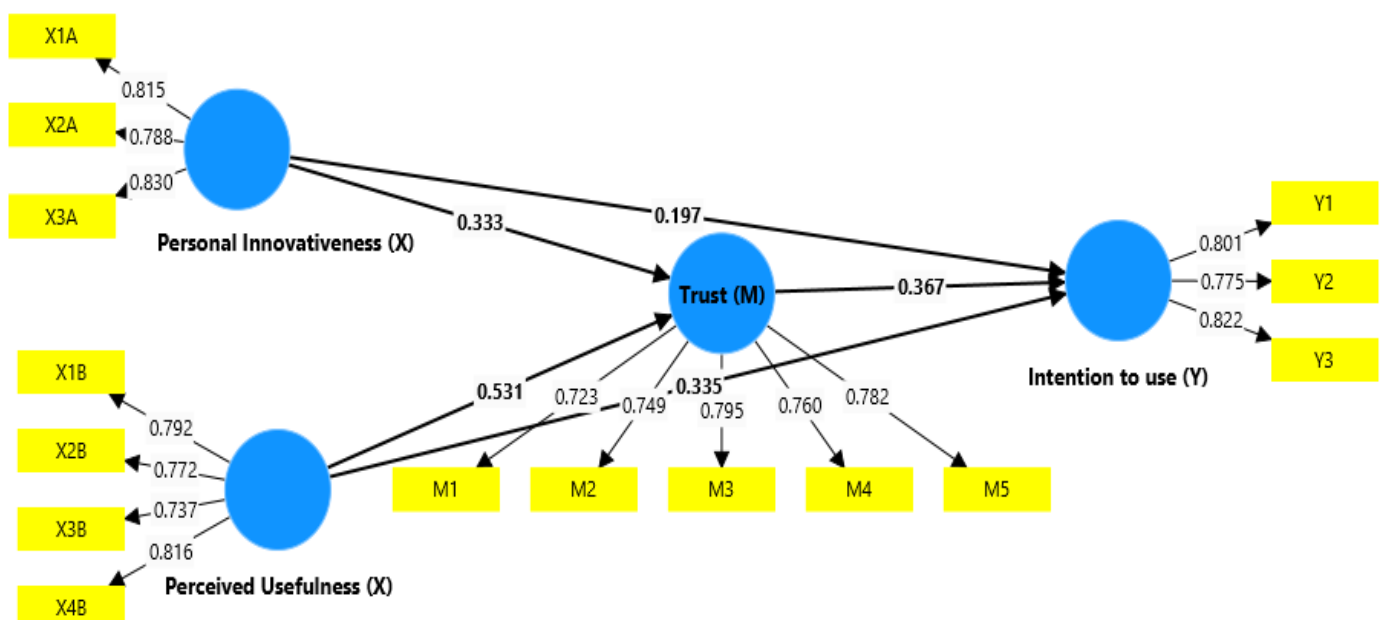 X1A
0.815
X2A
0.788
0.830
X3A
Personal Innovativeness (X)
0.333
0.197
Trust (M)
0.367
Y1
0.801
Y2
0.775
0.822
Y3
Intention to use (Y)
X1B
0.792
X2B
0.772
0.737
X3B
0.816
X4B
Perceived Usefulness (X)
0.531
0.335
0.723
0.749
0.795
0.760
0.782
M1
M2
M3
M4
M5